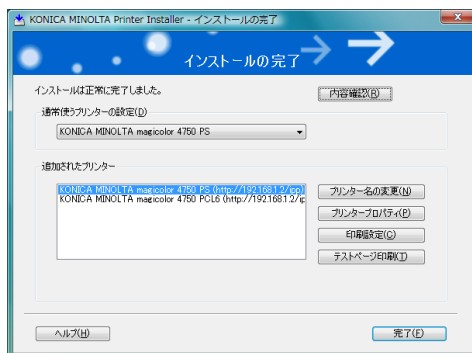 KONICA MINOLTA Printer Installer - インストールの完了
インストールの完了
インストールは正常に完了しました。
内容確認(R)
通常使うプリンターの設定(D)
KONICA MINOLTA magicolor 4750 PS
追加されたプリンター
KONICA MINOLTA magicolor 4750 PS (http://192.168.1.2/ipp)
KONICA MINOLTA magicolor 4750 PCL6 (http://192.168.1.2/ip
プリンター名の変更(N)
プリンタープロパティ(P)
印刷設定(C)
テストページ印刷(T)
ヘルプ(H)
完了(F)